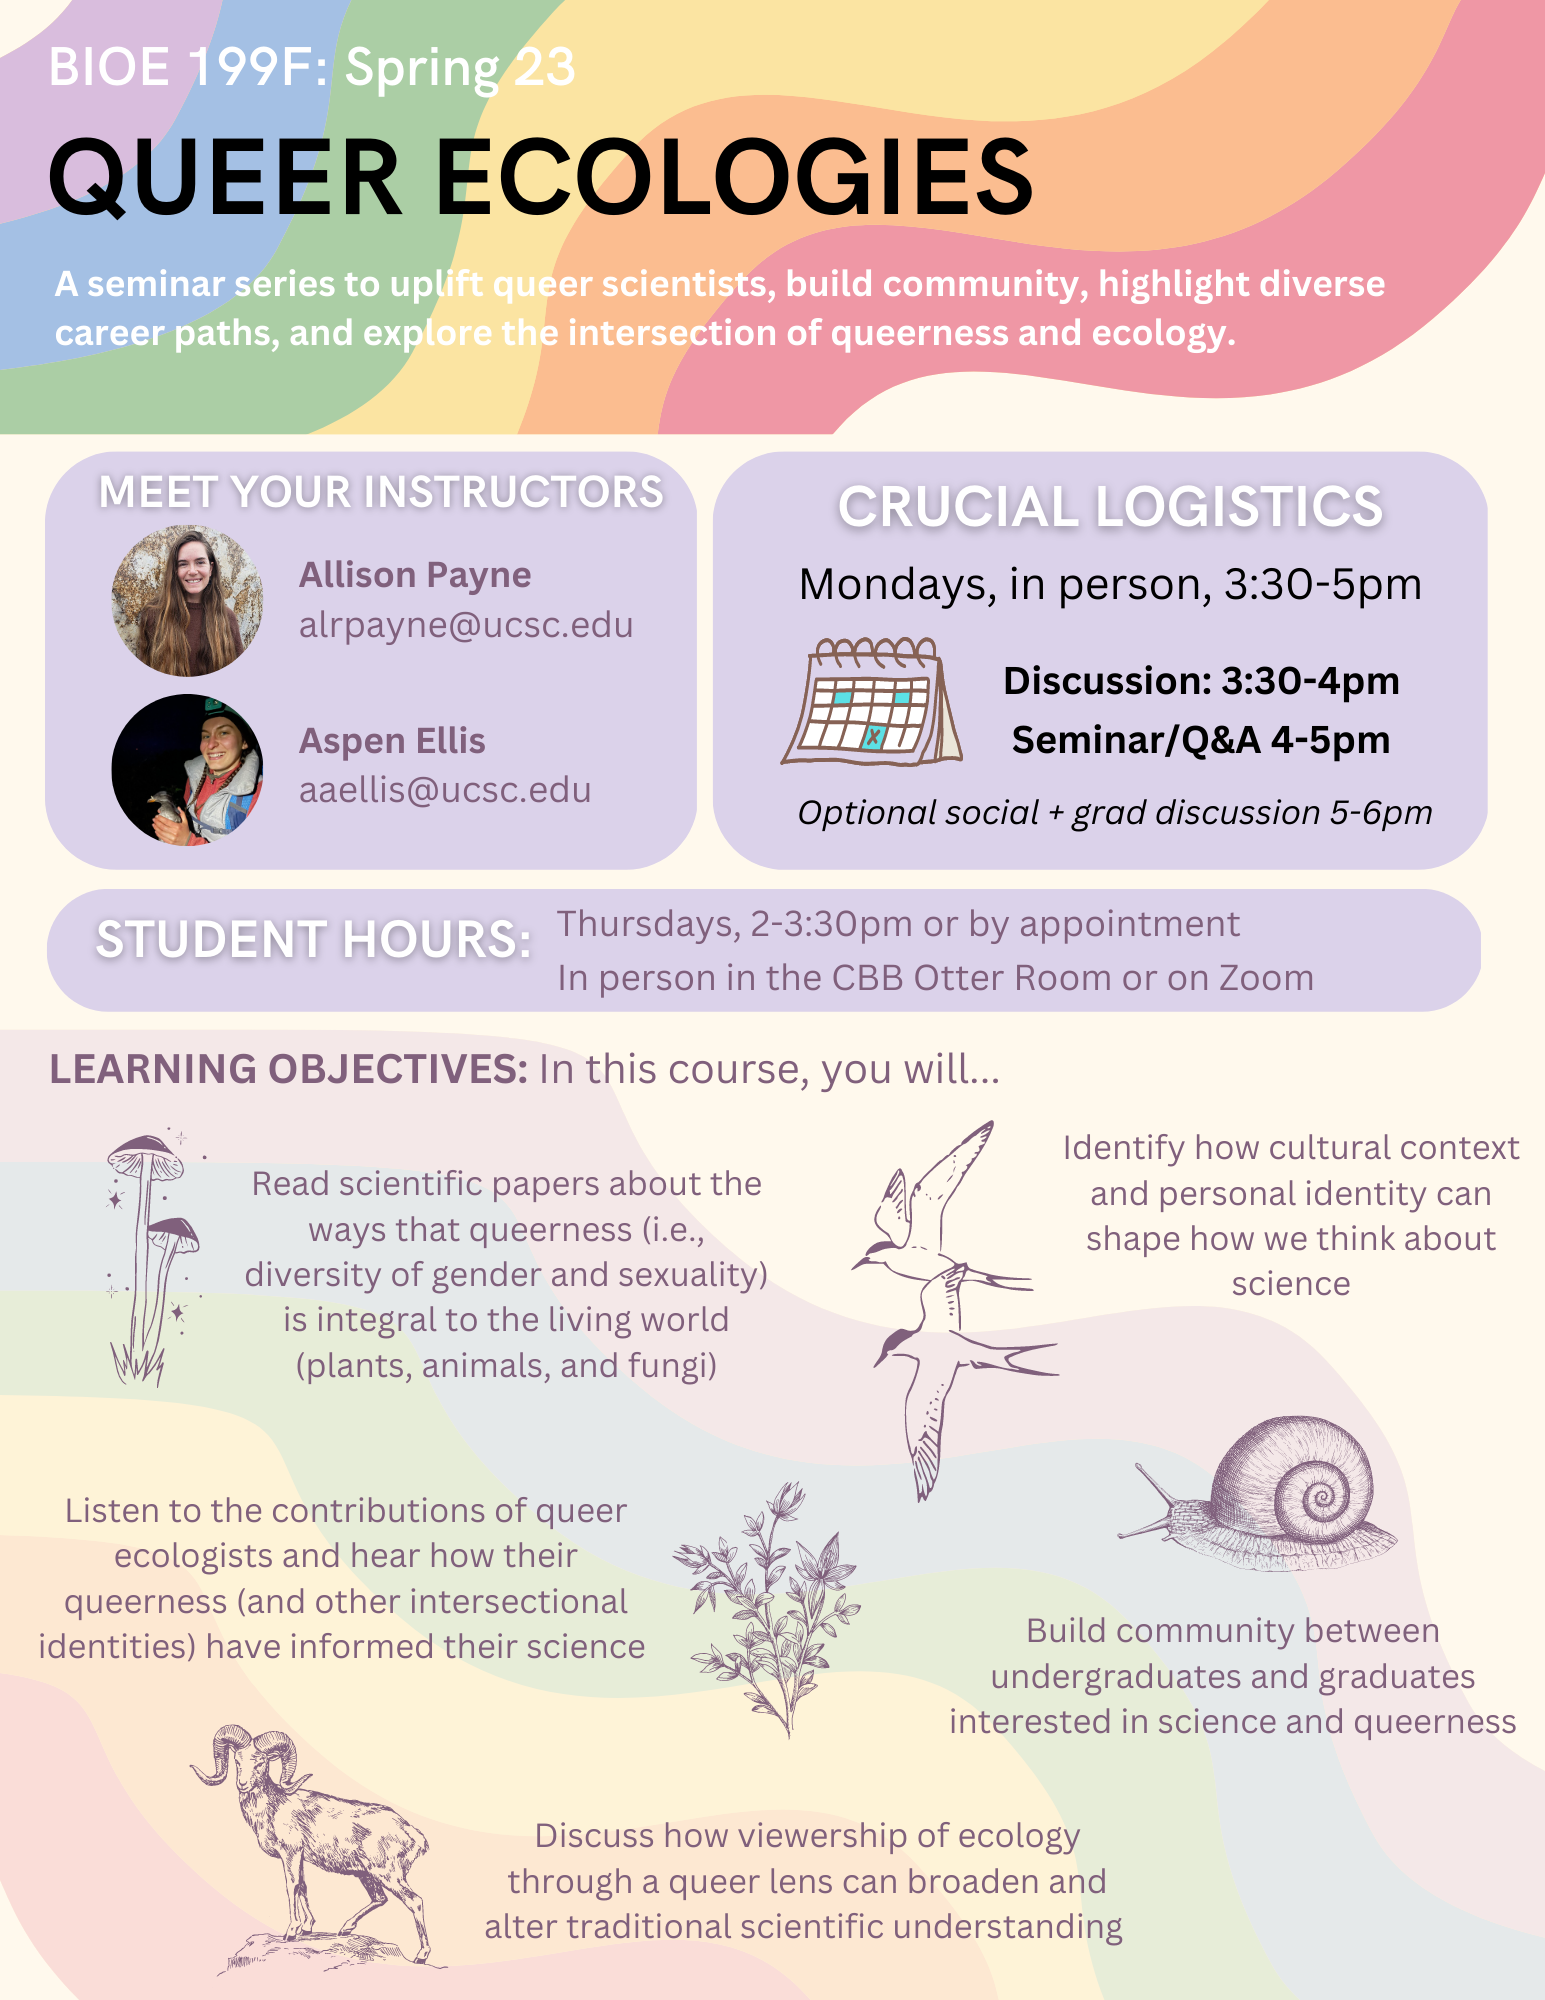 BIOE 199F: Spring 23
QUEER ECOLOGIES
A seminar series to uplift queer scientists, build community, highlight diverse
career paths, and explore the intersection of queerness and ecology.
MEET YOUR INSTRUCTORS
Allison Payne
alrpayne@ucsc.edu
Aspen Ellis
aaellis@ucsc.edu
CRUCIAL LOGISTICS
Mondays, in person, 3:30-5pm
Discussion: 3:30-4pm
Seminar/Q&A 4-5pm
Optional social + grad discussion 5-6pm
STUDENT HOURS:
Thursdays, 2-3:30pm or by appointment
In person in the CBB Otter Room or on Zoom
LEARNING OBJECTIVES: In this course, you will...
Read scientific papers about the
ways that queerness (i.e.,
diversity of gender and sexuality)
is integral to the living world
(plants, animals, and fungi)
Identify how cultural context
and personal identity can
shape how we think about
science
Listen to the contributions of queer
ecologists and hear how their
queerness (and other intersectional
identities) have informed their science
Build community between
undergraduates and graduates
interested in science and queerness
Discuss how viewership of ecology
through a queer lens can broaden and
alter traditional scientific understanding